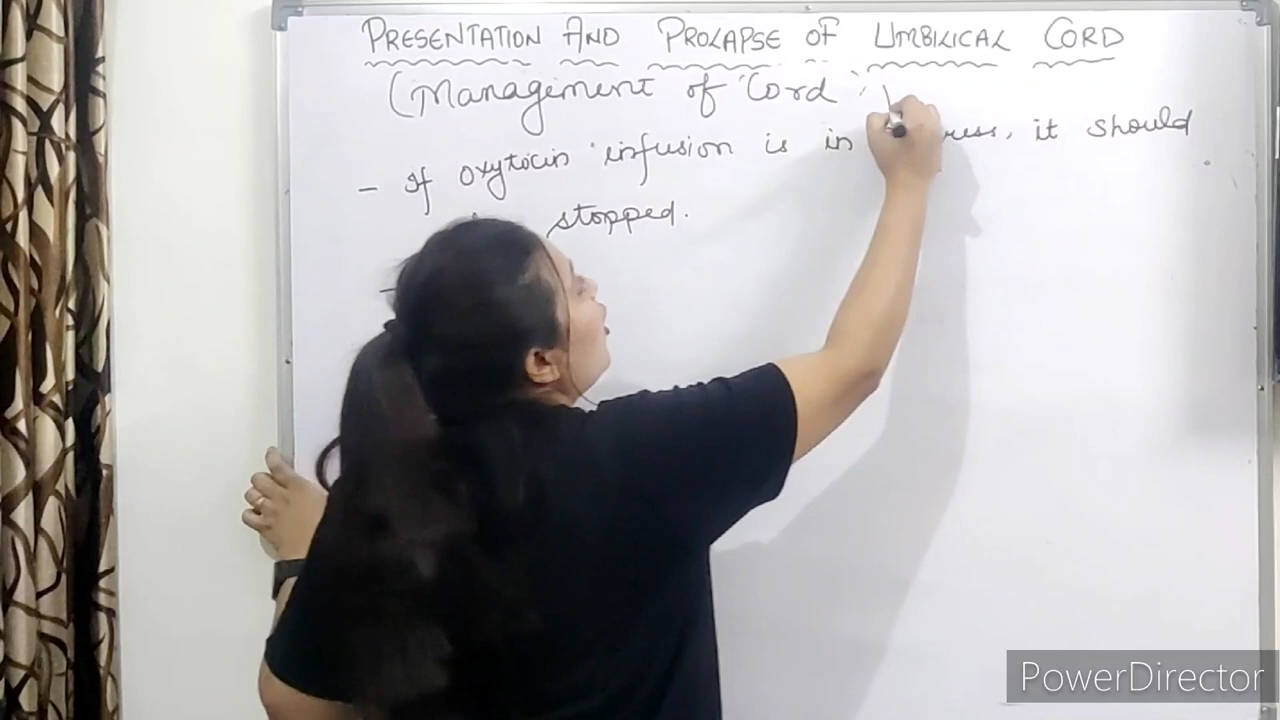 PRESENTATION AND PROLAPSE OF UMBILICAL CORD
(Management of Cord
- If oxytocin infusion is in it should
stopped.
PowerDirector